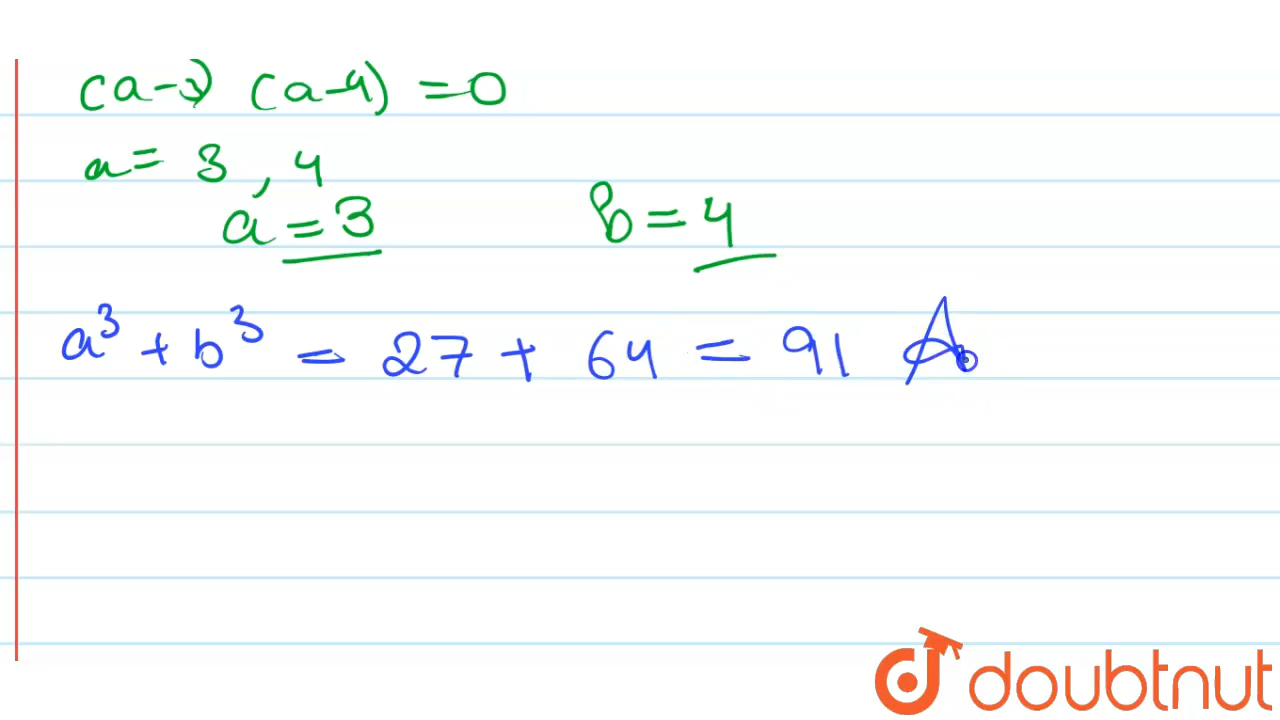 (a-3) (a-4) = 0
a = 3 , 4
a = 3 b = 4
a³ + b³ = 27 + 64 = 91 A
doubtnut